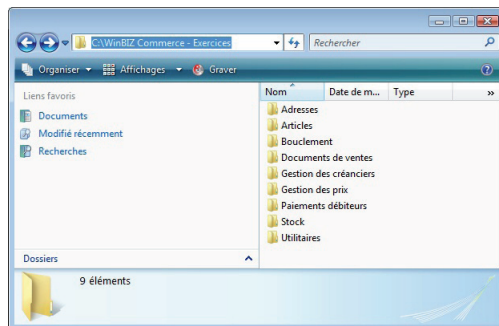 C:\WinBIZ Commerce - Exercices
Rechercher
Organiser
Affichages
Graver
Liens favoris
Documents
Modifié récemment
Recherches
Dossiers
Nom
Date de m...
Type
»
Adresses
Articles
Bouclement
Documents de ventes
Gestion des créanciers
Gestion des prix
Paiements débiteurs
Stock
Utilitaires
9 éléments